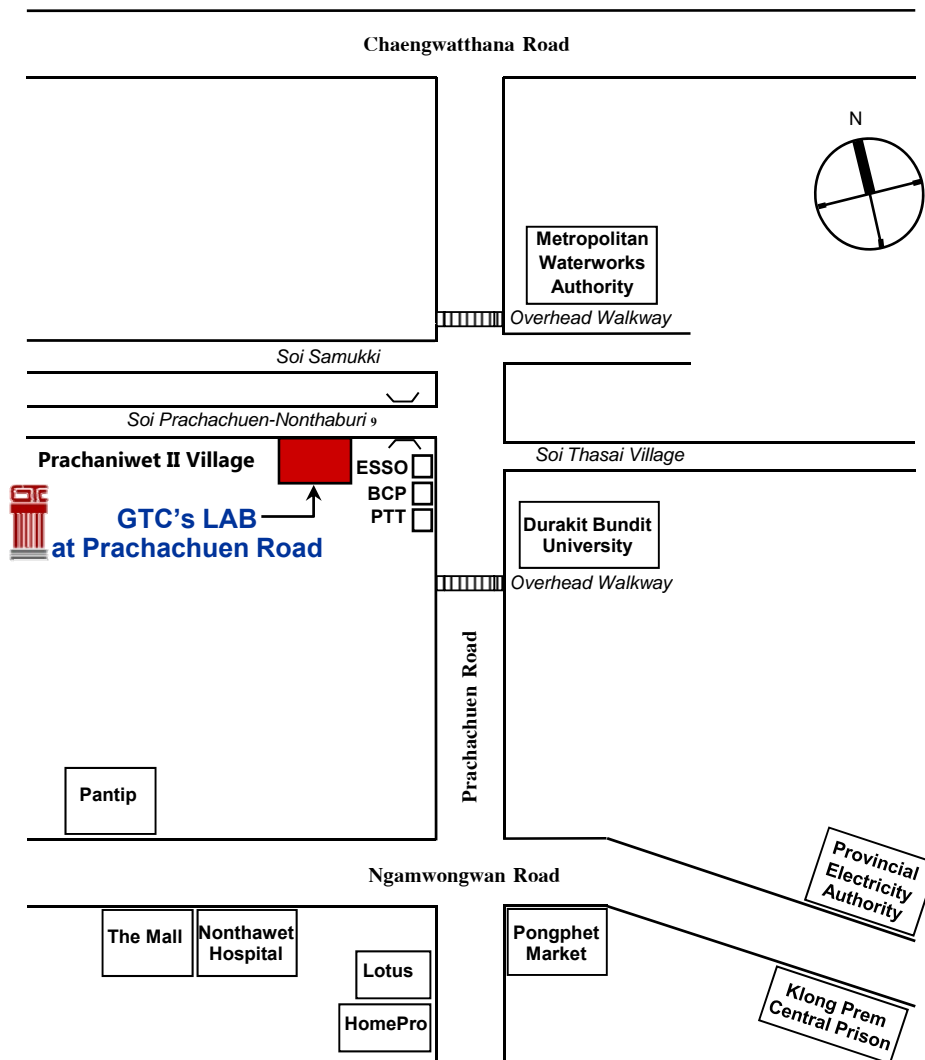 Chaengwatthana Road
N
Metropolitan
Waterworks
Authority
Overhead Walkway
Soi Samukki
Soi Prachachuen-Nonthaburi 9
Prachaniwet II Village
ESSO
BCP
PTT
Soi Thasai Village
GTC
GTC's LAB
at Prachachuen Road
Durakit Bundit
University
Overhead Walkway
Prachachuen Road
Pantip
Ngamwongwan Road
Provincial
Electricity
Authority
The Mall
Nonthawet
Hospital
Lotus
HomePro
Pongphet
Market
Klong Prem
Central Prison